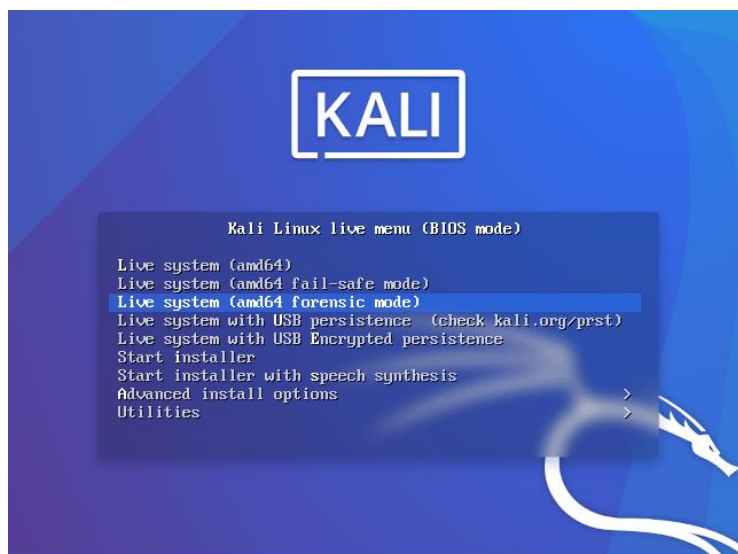 KALI
Kali Linux live menu (BIOS mode)
Live system (amd64)
Live system (amd64 fail-safe mode)
Live system (amd64 forensic mode)
Live system with USB persistence (check kali.org/prst)
Live system with USB Encrypted persistence
Start installer
Start installer with speech synthesis
Advanced install options >
Utilities >